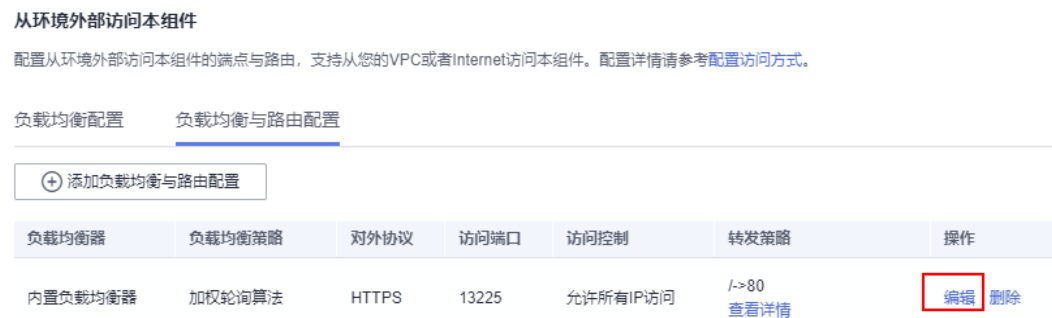 从环境外部访问本组件
配置从环境外部访问本组件的端点与路由，支持从您的VPC或者Internet访问本组件。配置详情请参考配置访问方式。
负载均衡配置 负载均衡与路由配置
添加负载均衡与路由配置
负载均衡器 负载均衡策略 对外协议 访问端口 访问控制 转发策略 操作
内置负载均衡器 加权轮询算法 HTTPS 13225 允许所有IP访问 /->80 编辑 删除
查看详情